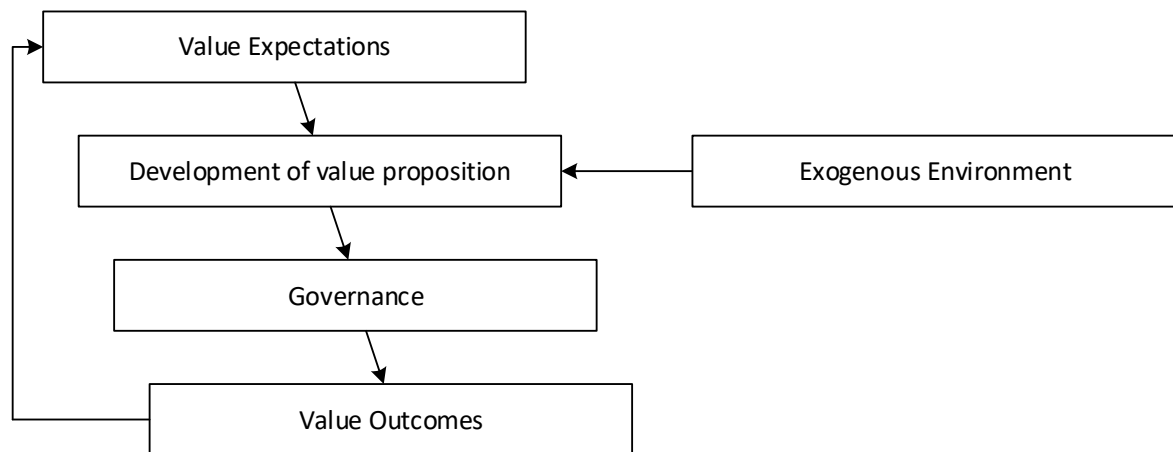 Value Expectations
Development of value proposition
Exogenous Environment
Governance
Value Outcomes